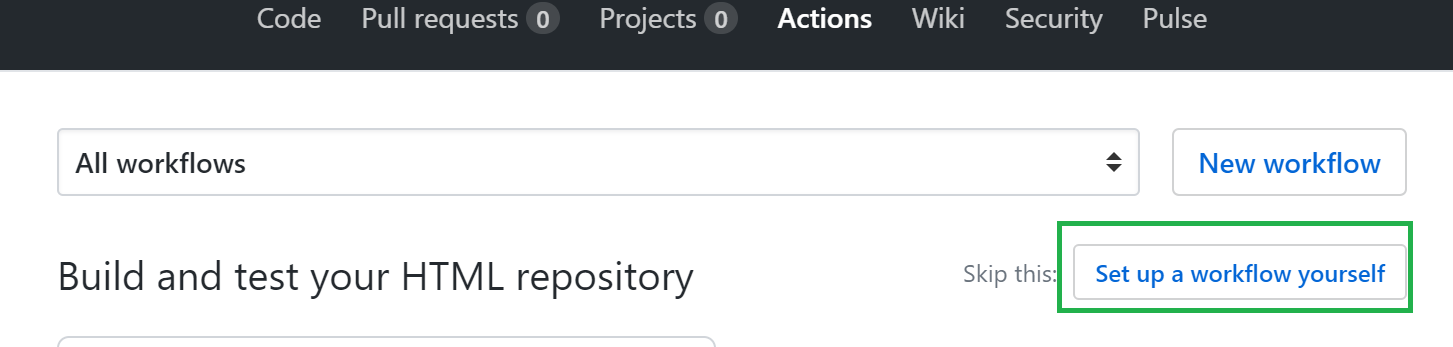 Code Pull requests 0 Projects 0 Actions Wiki Security Pulse
All workflows New workflow
Build and test your HTML repository Skip this: Set up a workflow yourself